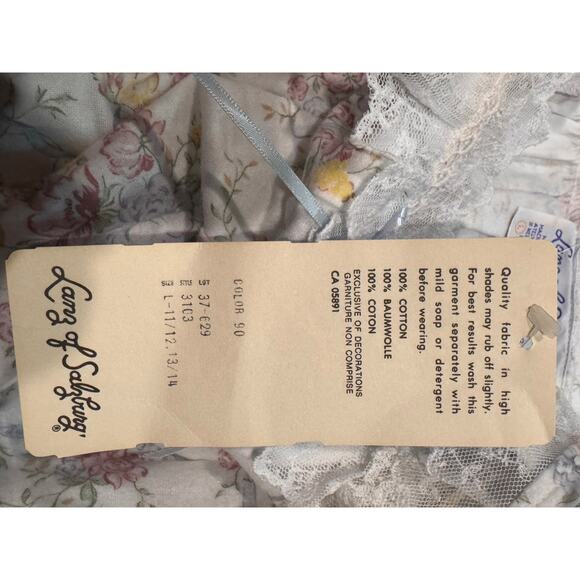 Quality fabric in high
shades may rub off slightly.
For best results wash this
garment separately with
mild soap or detergent
before wearing.
100% COTTON
100% BAUMWOLLE
100% COTON
EXCLUSIVE OF DECORATIONS
GARNITURE NON COMPRISE
CA 05891
COLOR 90
LOT 37-629
STYLE 3103
SIZES L-11/12,13/14
Lanz of Salzburg®